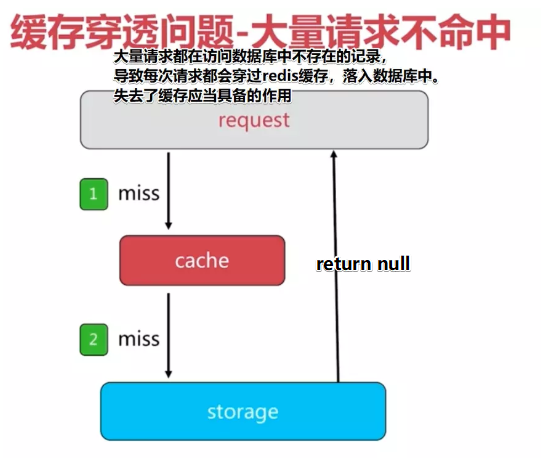 缓存穿透问题-大量请求不命中
大量请求都在访问数据库中不存在的记录，
导致每次请求都会穿过redis缓存，落入数据库中。
失去了缓存应当具备的作用
request
1 miss
cache
return null
2 miss
storage